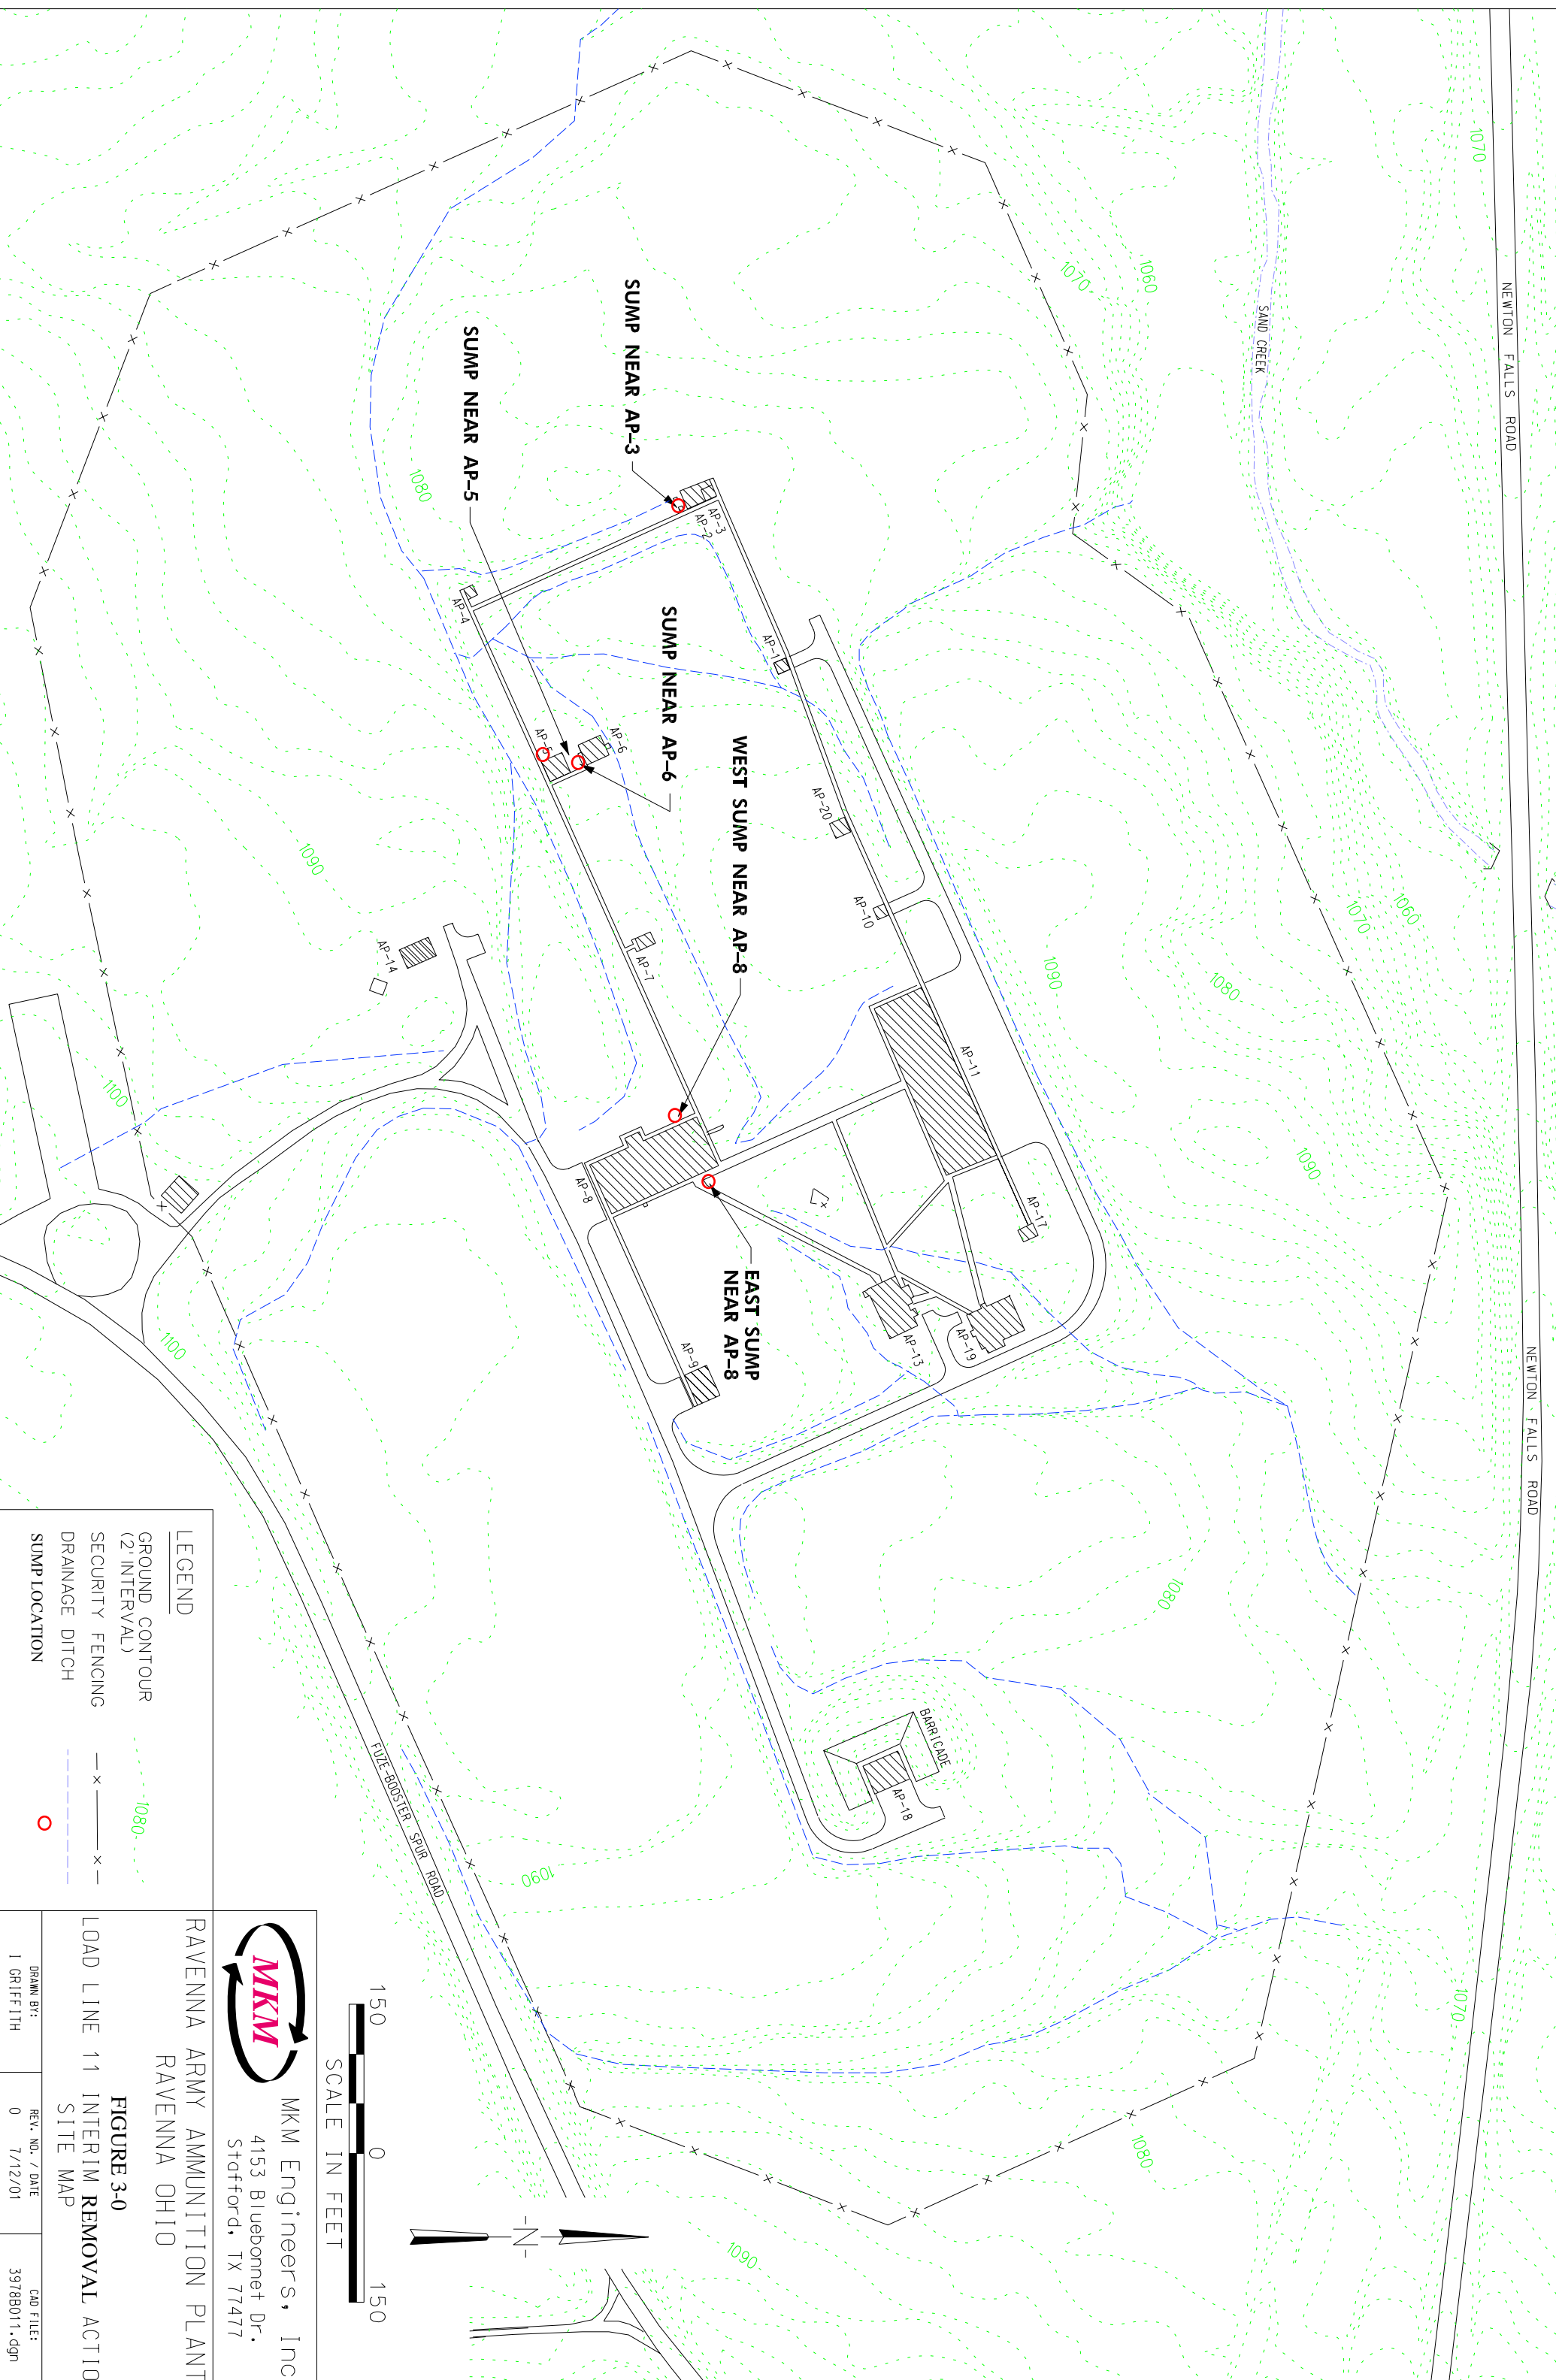 NEWTON FALLS ROAD
NEWTON FALLS ROAD
1070
1060
1070
SAND CREEK
1060
1070
1080
1090
1090
1070
1080
1080
1090
SUMP NEAR AP-3
SUMP NEAR AP-5
SUMP NEAR AP-6
WEST SUMP NEAR AP-8
EAST SUMP
NEAR AP-8
AP-3
AP-2
AP-1
AP-4
AP-5
AP-6
AP-20
AP-10
AP-7
AP-11
AP-17
AP-14
AP-8
AP-13
AP-19
AP-9
BARRICADE
AP-18
1080
1090
1100
1100
1090
FUZE-BOOSTER SPUR ROAD
LEGEND
GROUND CONTOUR
(2' INTERVAL)
1080
SECURITY FENCING
DRAINAGE DITCH
SUMP LOCATION
150 0 150
SCALE IN FEET
-N-
MKM
MKM Engineers, Inc
4153 Bluebonnet Dr.
Stafford, TX 77477
RAVENNA ARMY AMMUNITION PLANT
RAVENNA OHIO
FIGURE 3-0
LOAD LINE 11 INTERIM REMOVAL ACTIO
SITE MAP
DRAWN BY:
I GRIFFITH
REV. NO. / DATE
0 7/12/01
CAD FILE:
3978B011.dgn